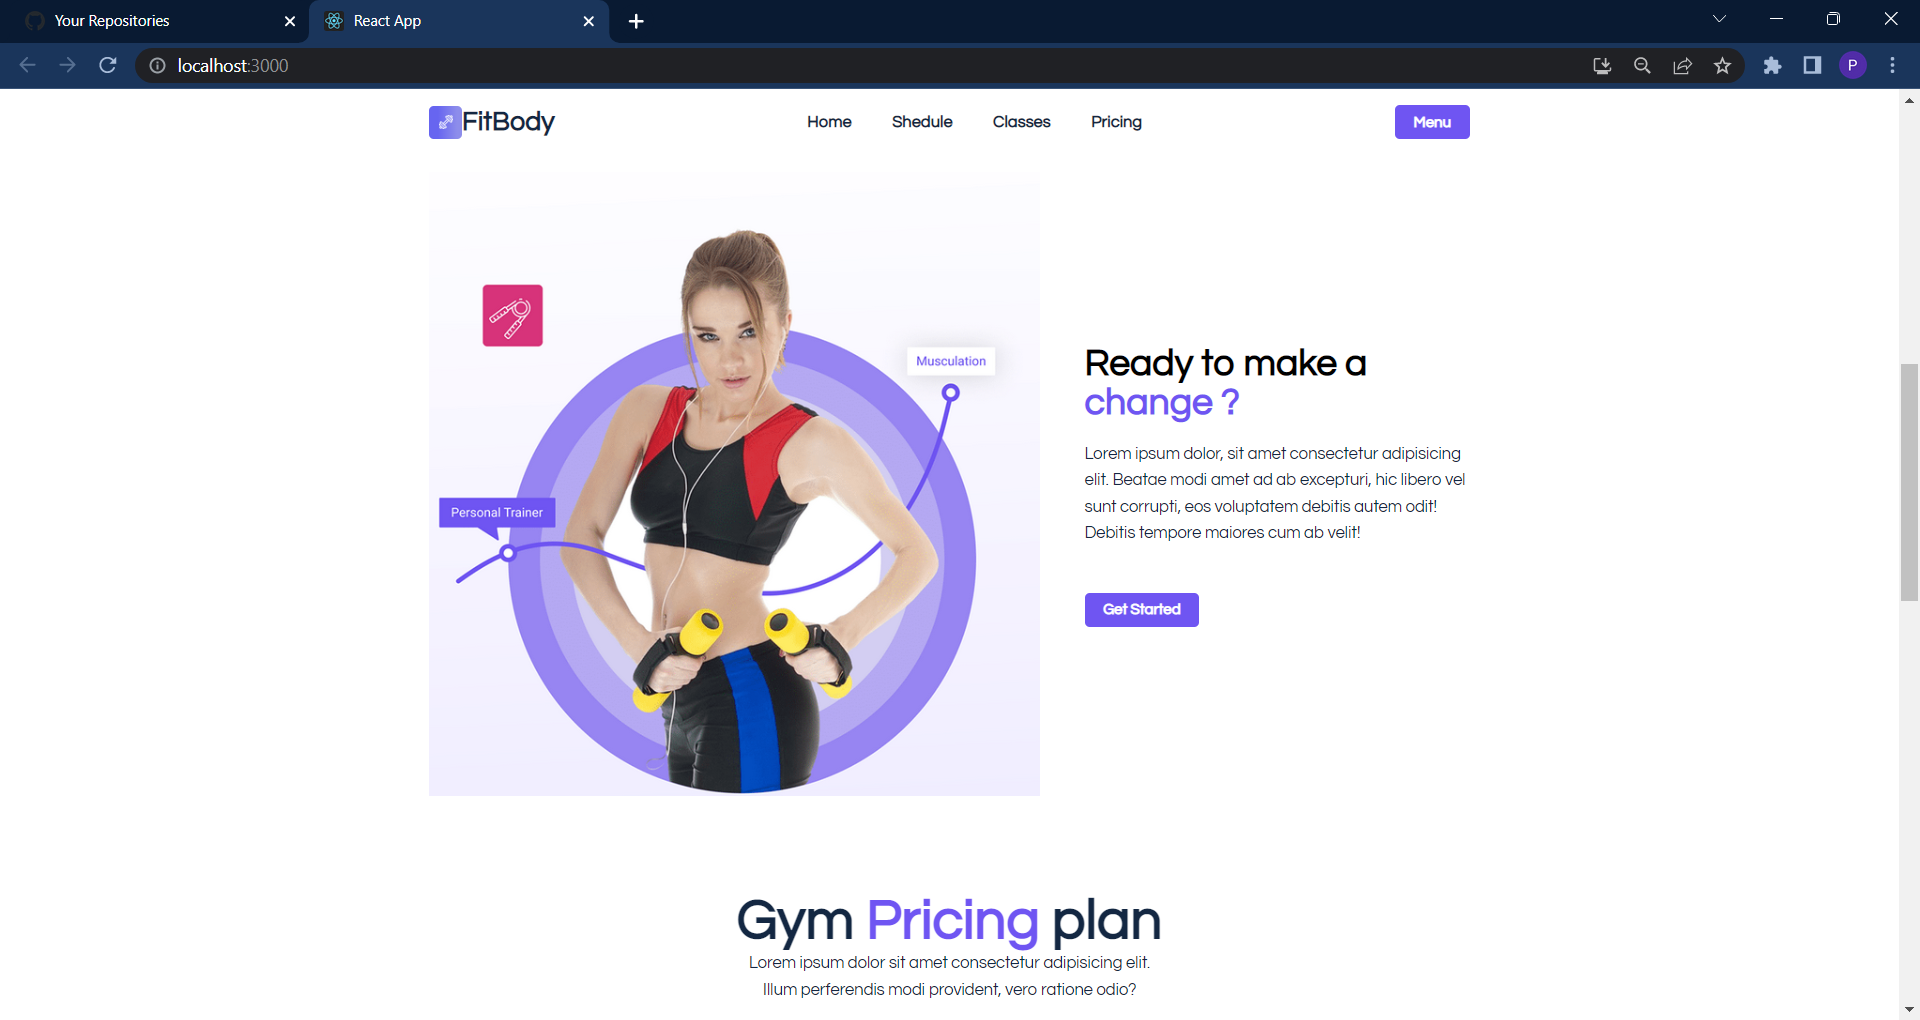 Your Repositories
React App
localhost:3000
P
FitBody
Home
Shedule
Classes
Pricing
Menu
Musculation
Personal Trainer
Ready to make a
change ?
Lorem ipsum dolor, sit amet consectetur adipisicing
elit. Beatae modi amet ad ab excepturi, hic libero vel
sunt corrupti, eos voluptatem debitis autem odit!
Debitis tempore maiores cum ab velit!
Get Started
Gym Pricing plan
Lorem ipsum dolor sit amet consectetur adipisicing elit.
Illum perferendis modi provident, vero ratione odio?